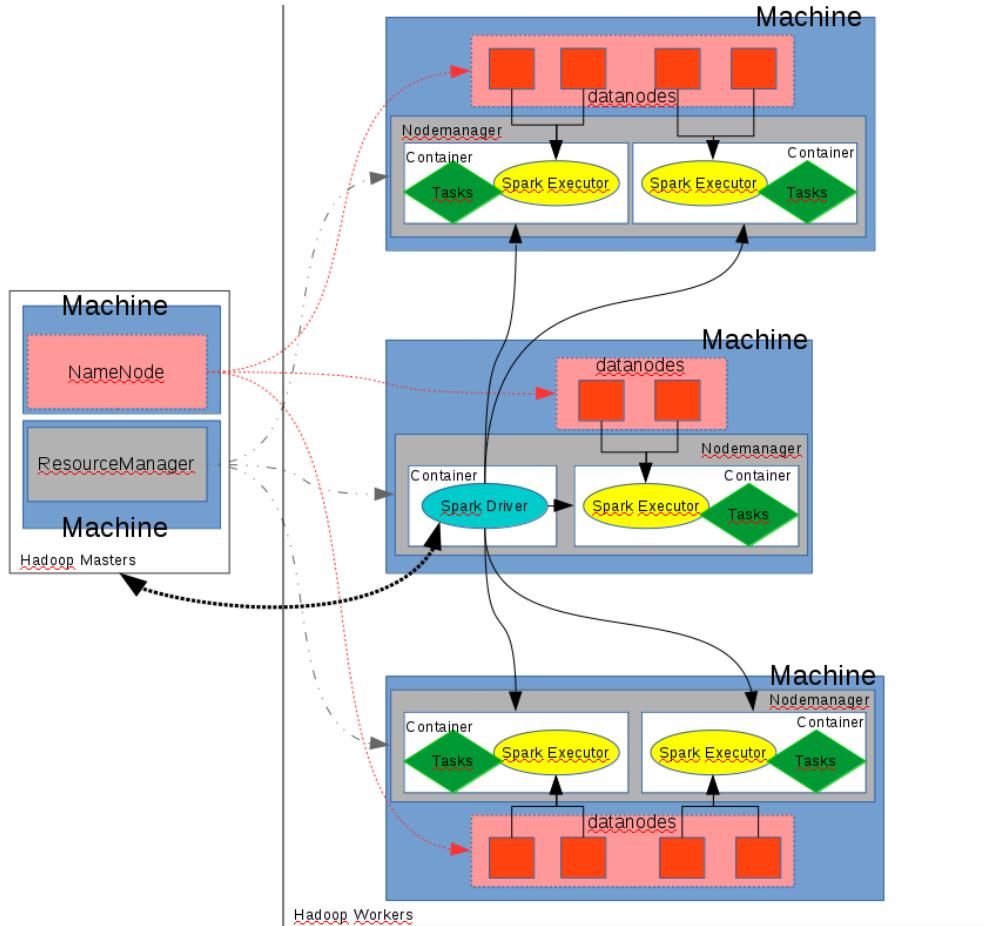 Machine
datanodes
Nodemanager
Container
Spark Executor
Tasks
Container
Spark Executor
Tasks
Machine
NameNode
ResourceManager
Machine
Hadoop Masters
Machine
datanodes
Nodemanager
Container
Spark Driver
Container
Spark Executor
Tasks
Machine
Nodemanager
Container
Spark Executor
Tasks
Container
Spark Executor
Tasks
datanodes
Hadoop Workers